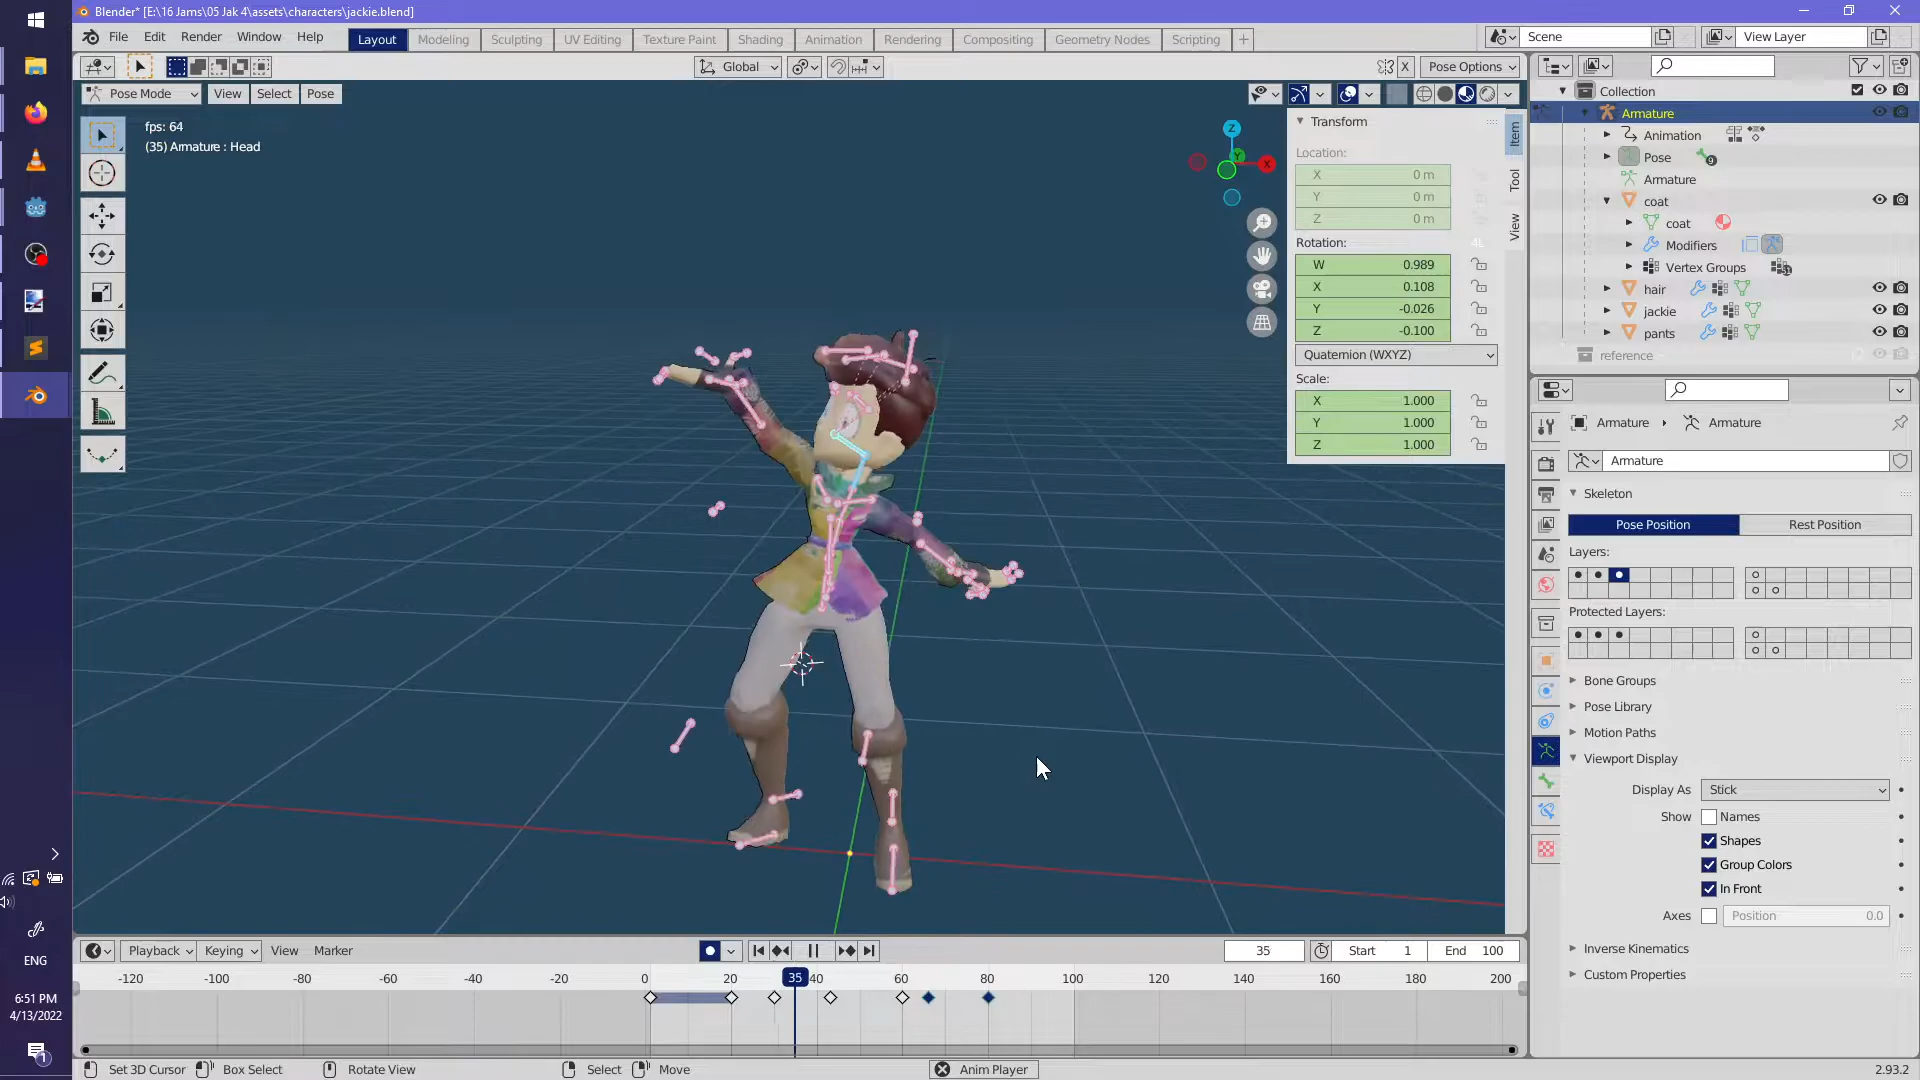 Blender* [E:\16 Jams\05 Jak 4\assets\characters\jackie.blend]
File Edit Render Window Help
Layout Modeling Sculpting UV Editing Texture Paint Shading Animation Rendering Compositing Geometry Nodes Scripting
Scene
View Layer
Global
X
Pose Options
Pose Mode View Select Pose
fps: 64
(35) Armature : Head
Z
Y
X
Transform
Location:
X 0 m
Y 0 m
Z 0 m
Rotation: 4L
W 0.989
X 0.108
Y -0.026
Z -0.100
Quaternion (WXYZ)
Scale:
X 1.000
Y 1.000
Z 1.000
Item
Tool
View
Collection
Armature
Animation
Pose 9
Armature
coat
coat
Modifiers
Vertex Groups
hair
jackie
pants
reference
Armature Armature
Armature
Skeleton
Pose Position Rest Position
Layers:
Protected Layers:
Bone Groups
Pose Library
Motion Paths
Viewport Display
Display As Stick
Show Names
Shapes
Group Colors
In Front
Axes Position 0.0
Inverse Kinematics
Custom Properties
Playback Keying View Marker
35 Start 1 End 100
-120 -100 -80 -60 -40 -20 0 20 35 40 60 80 100 120 140 160 180 200
Set 3D Cursor Box Select Rotate View Select Move Anim Player 2.93.2
ENG
6:51 PM
4/13/2022
1